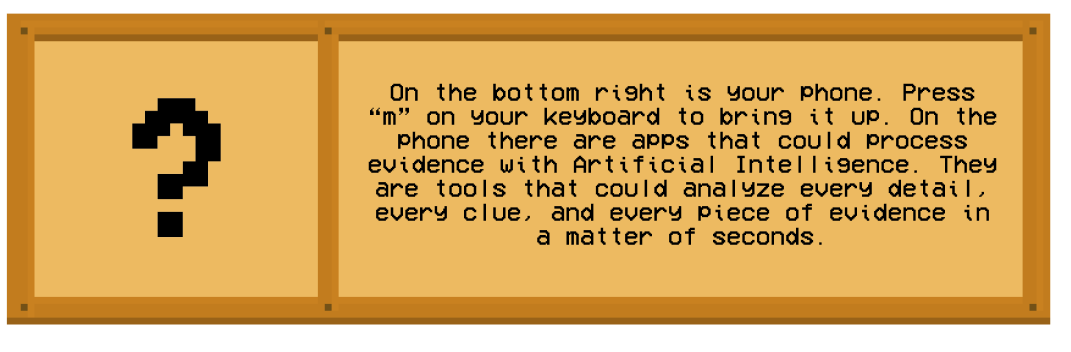 ?
On the bottom right is your phone. Press
“m” on your keyboard to bring it up. On the
phone there are apps that could process
evidence with Artificial Intelligence. They
are tools that could analyze every detail,
every clue, and every piece of evidence in
a matter of seconds.